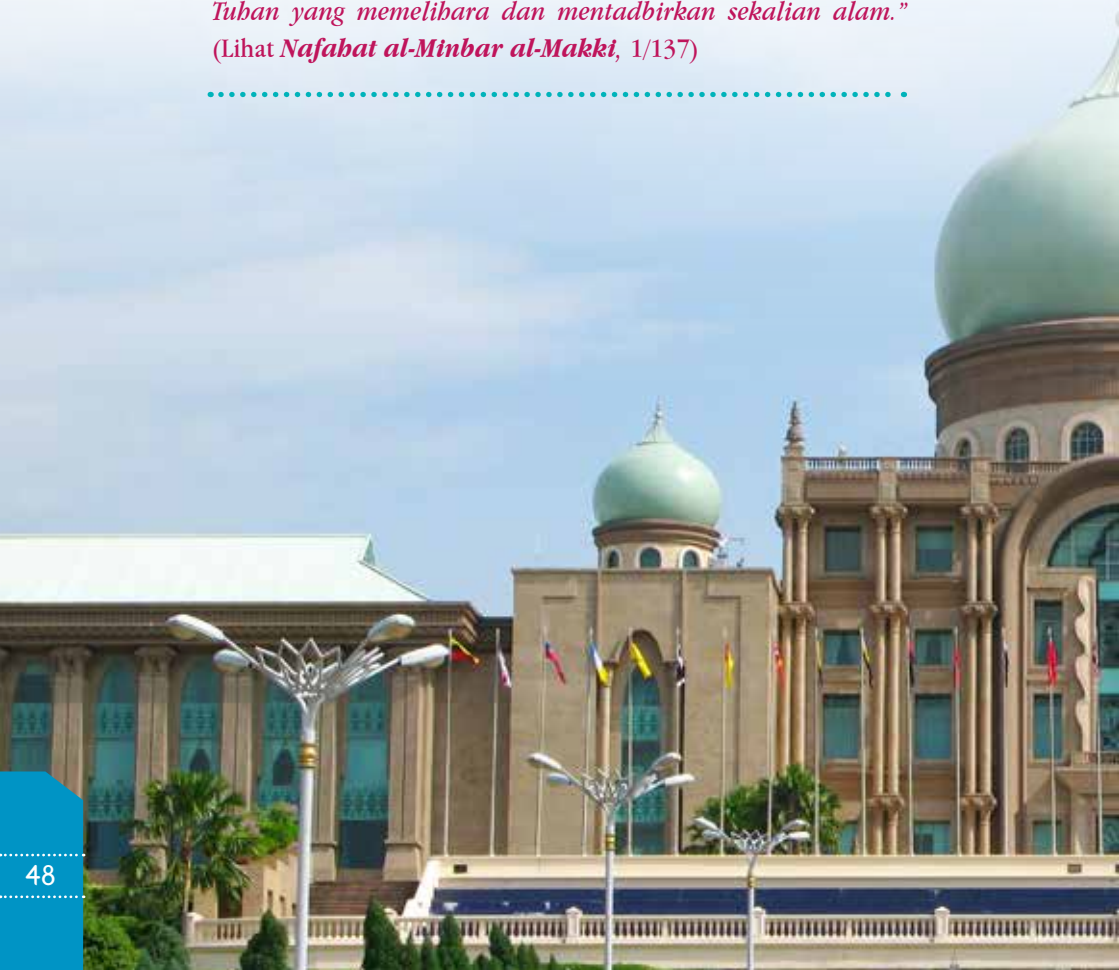 Tuhan yang memelihara dan mentadbirkan sekalian alam.”
(Lihat Nafahat al-Minbar al-Makki, 1/137)
48